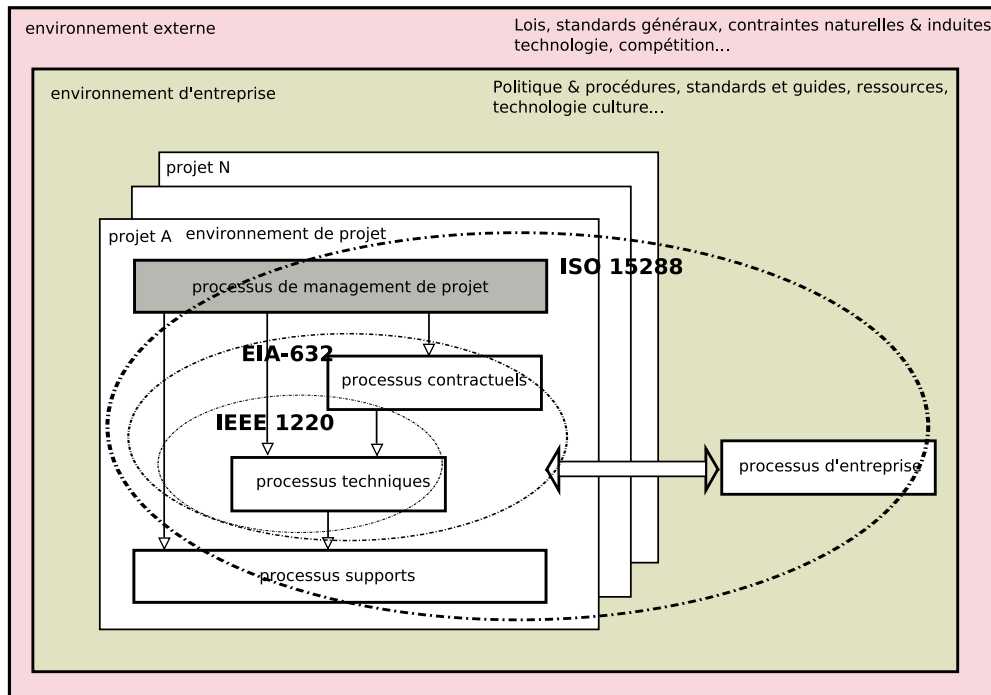 environnement externe
Lois, standards généraux, contraintes naturelles & induites
technologie, compétition...
environnement d'entreprise
Politique & procédures, standards et guides, ressources,
technologie culture...
projet N
projet A
environnement de projet
ISO 15288
processus de management de projet
EIA-632
processus contractuels
IEEE 1220
processus techniques
processus d'entreprise
processus supports